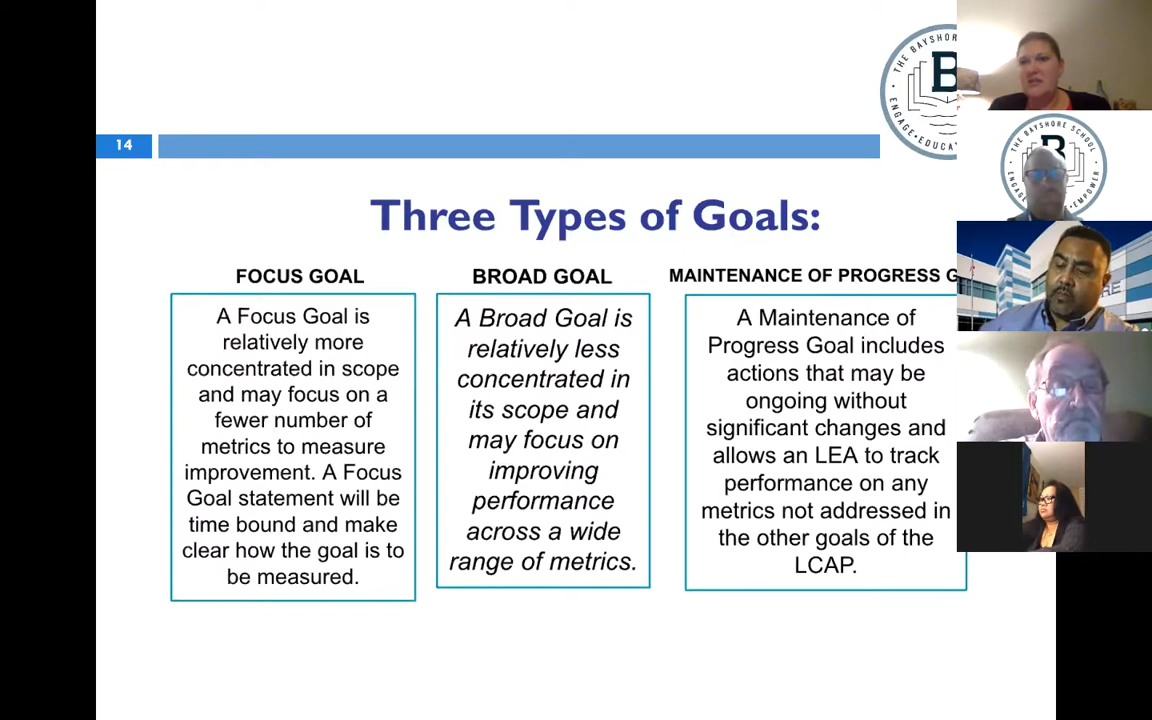 THE BAYSHORE
B
ENGAGE • EDUCA
14
THE BAYSHORE SCHOOL
B
ENGAGE
EMPOWER
Three Types of Goals:
FOCUS GOAL
A Focus Goal is
relatively more
concentrated in scope
and may focus on a
fewer number of
metrics to measure
improvement. A Focus
Goal statement will be
time bound and make
clear how the goal is to
be measured.
BROAD GOAL
A Broad Goal is
relatively less
concentrated in
its scope and
may focus on
improving
performance
across a wide
range of metrics.
MAINTENANCE OF PROGRESS G
A Maintenance of
Progress Goal includes
actions that may be
ongoing without
significant changes and
allows an LEA to track
performance on any
metrics not addressed in
the other goals of the
LCAP.